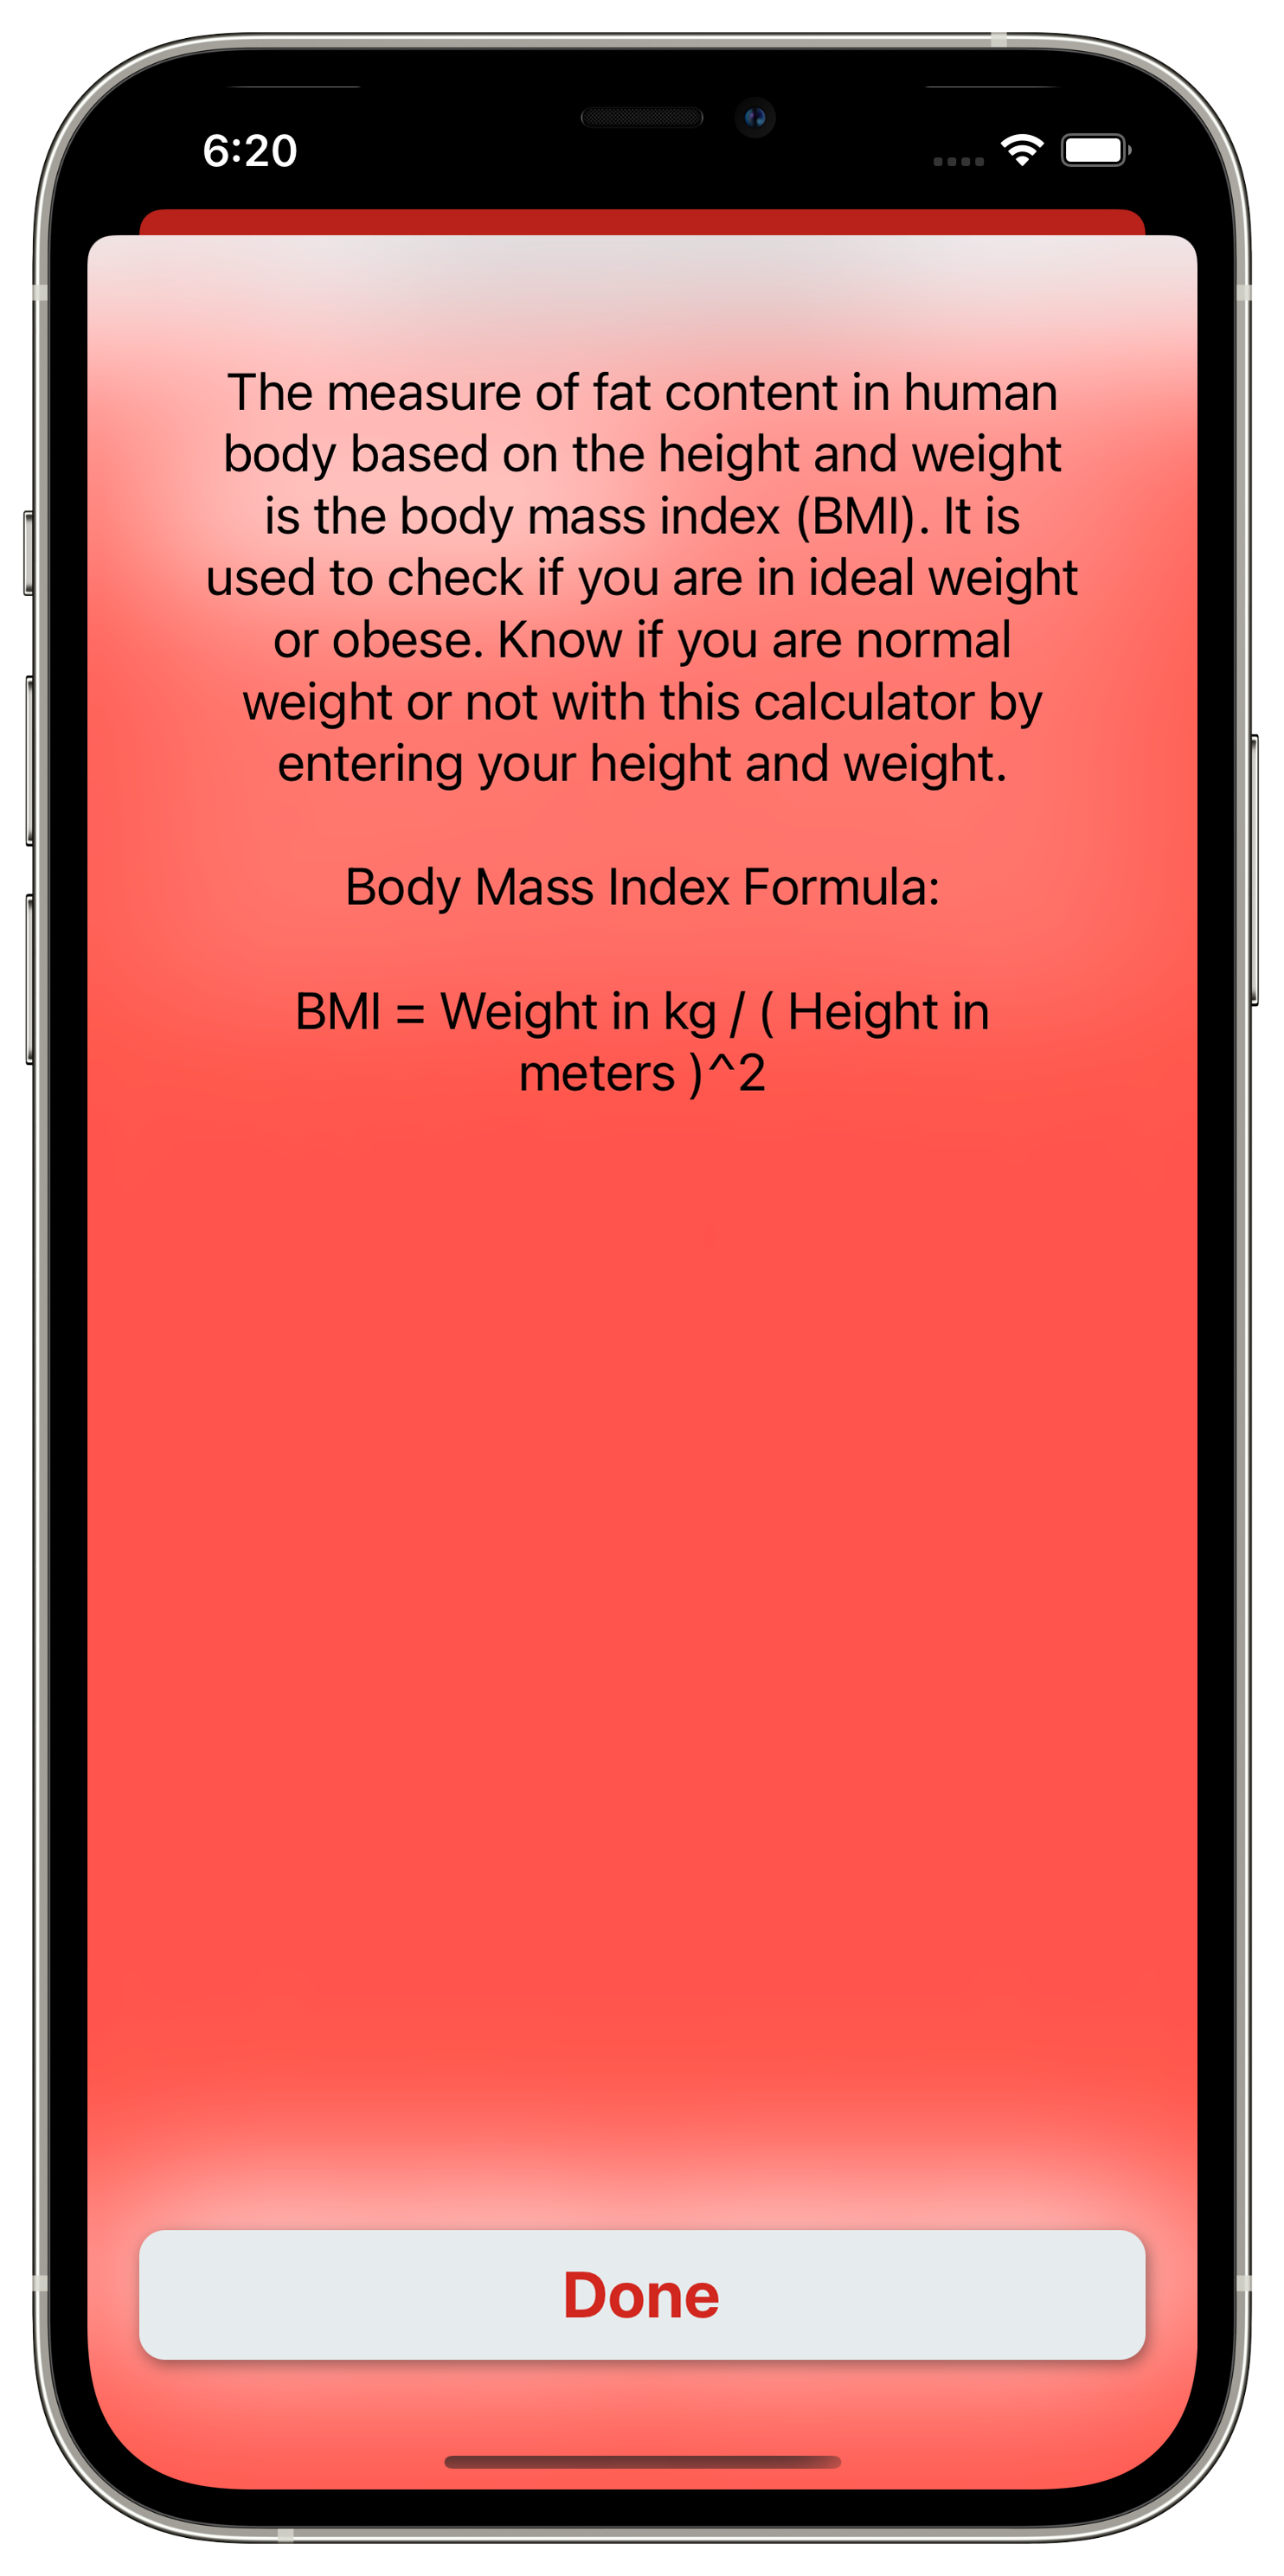 6:20
The measure of fat content in human
body based on the height and weight
is the body mass index (BMI). It is
used to check if you are in ideal weight
or obese. Know if you are normal
weight or not with this calculator by
entering your height and weight.
Body Mass Index Formula:
BMI = Weight in kg / ( Height in
meters )^2
Done